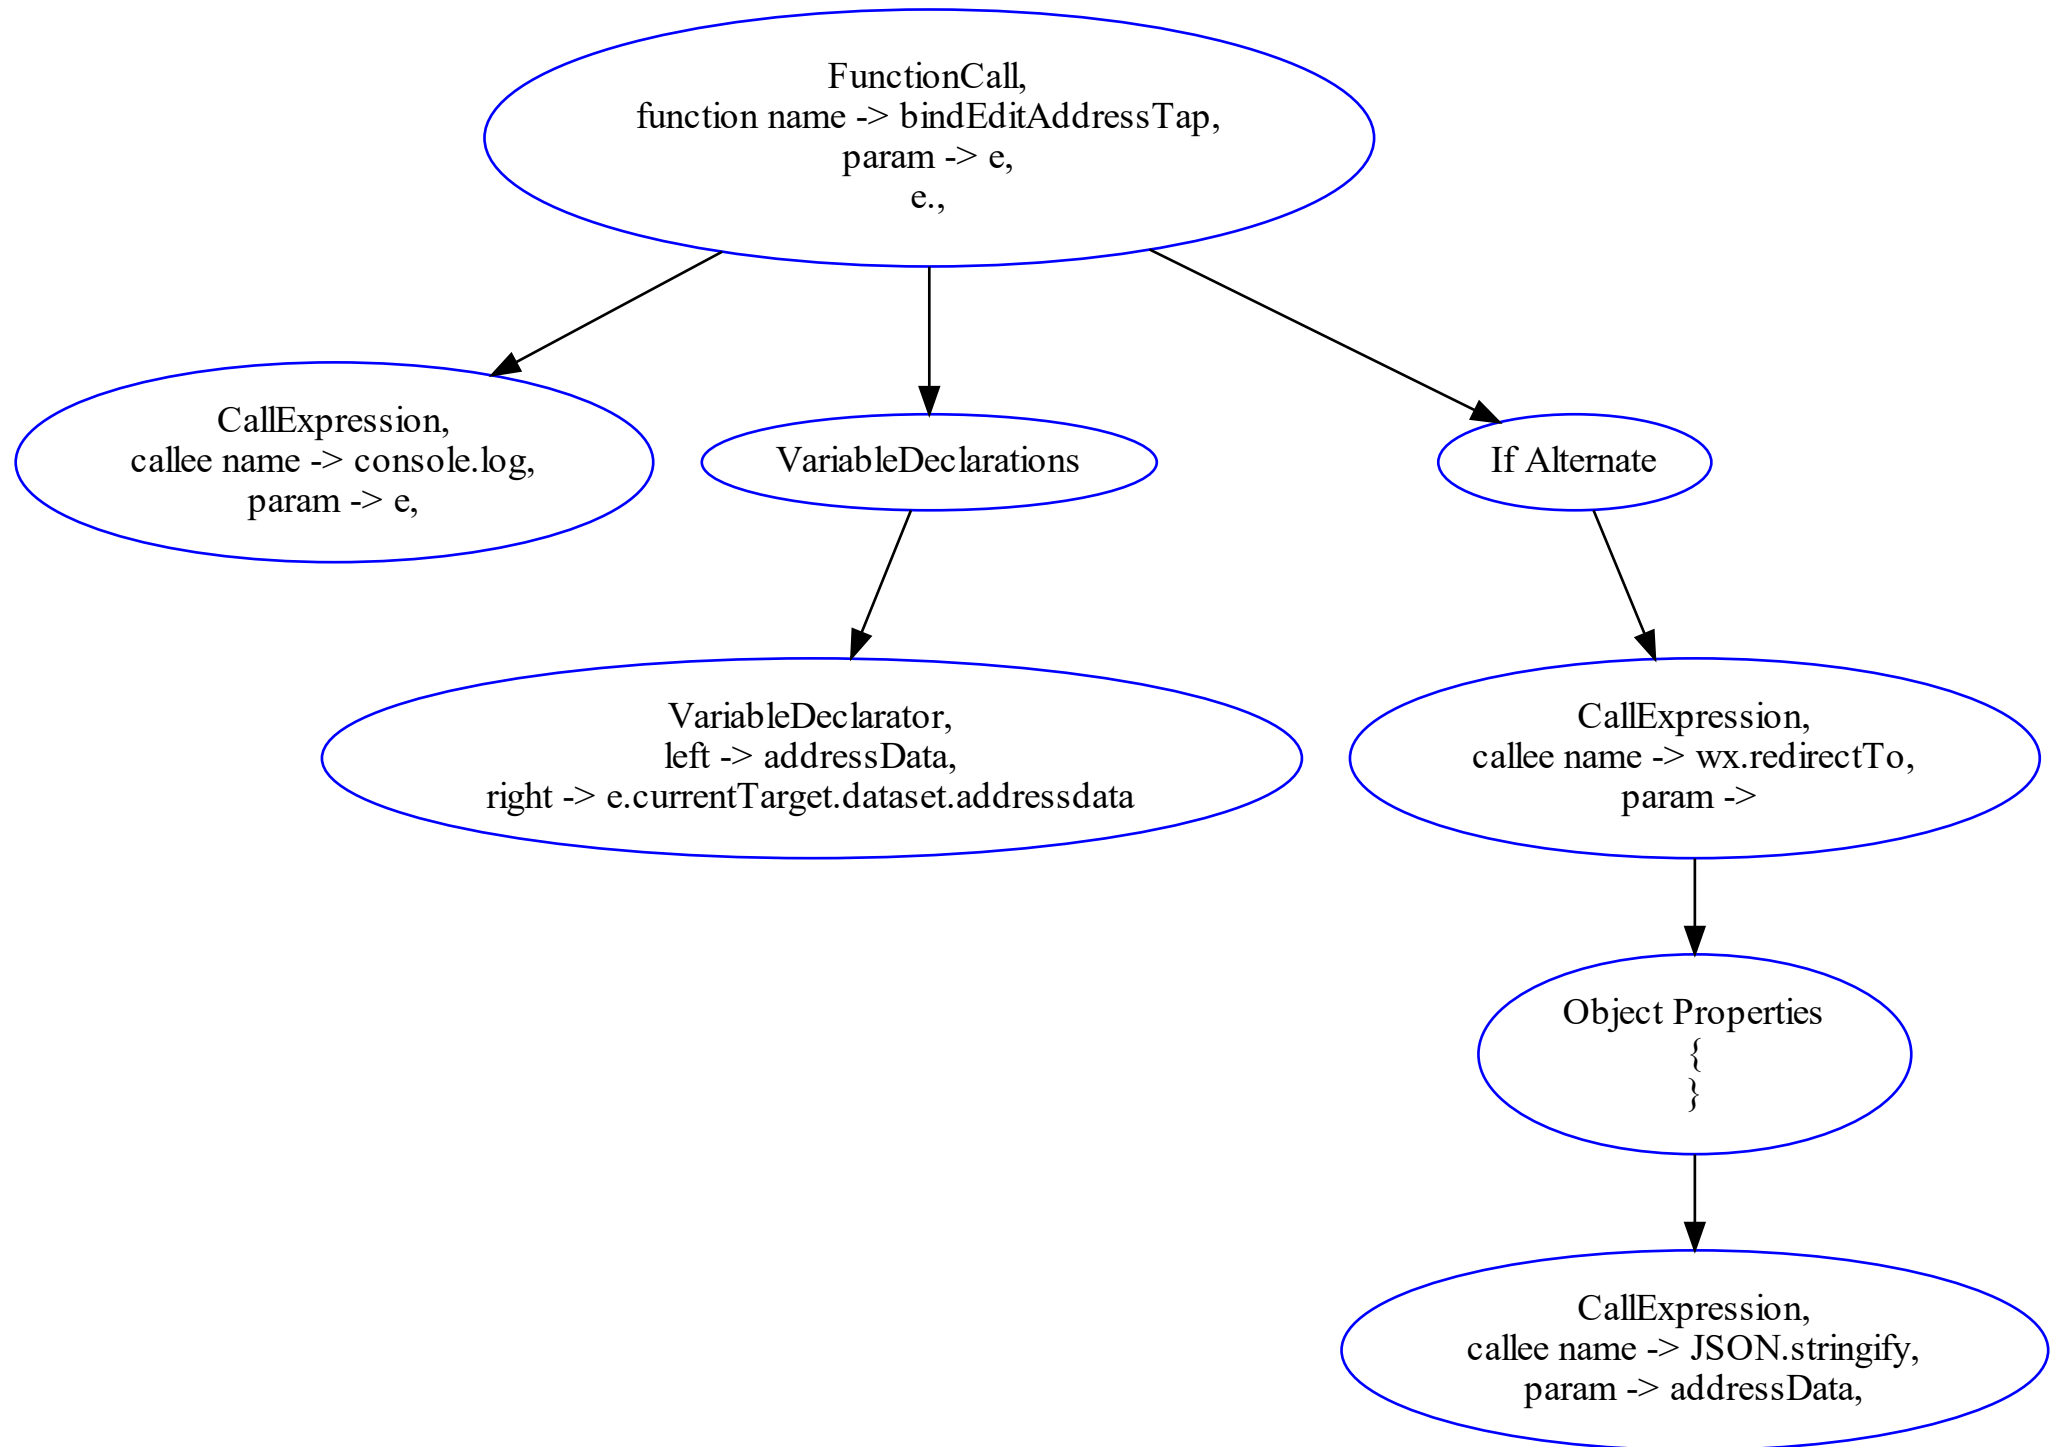 FunctionCall,
function name -> bindEditAddressTap,
param -> e,
e.,
CallExpression,
callee name -> console.log,
param -> e,
VariableDeclarations
If Alternate
VariableDeclarator,
left -> addressData,
right -> e.currentTarget.dataset.addressdata
CallExpression,
callee name -> wx.redirectTo,
param ->
Object Properties
{
}
CallExpression,
callee name -> JSON.stringify,
param -> addressData,